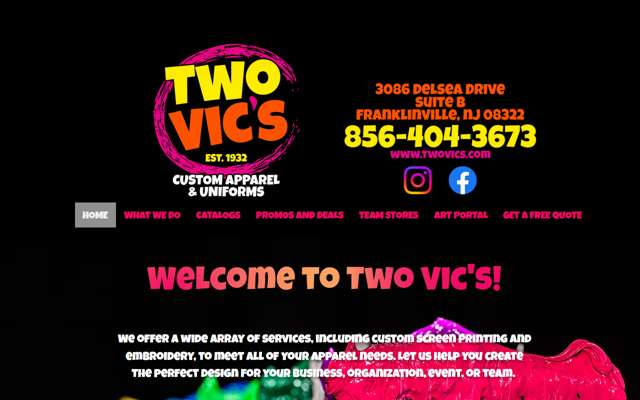 TWO
VIC'S
EST. 1932
CUSTOM APPAREL
& UNIFORMS
3086 Delsea Drive
Suite B
Franklinville, NJ 08322
856-404-3673
www.twovics.com
HOME WHAT WE DO CATALOGS PROMOS AND DEALS TEAM STORES ART PORTAL GET A FREE QUOTE
Welcome to Two Vic's!
We offer a wide array of services, including custom screen printing and
embroidery, to meet all of your apparel needs. Let us help you create
the perfect design for your business, organization, event, or team.